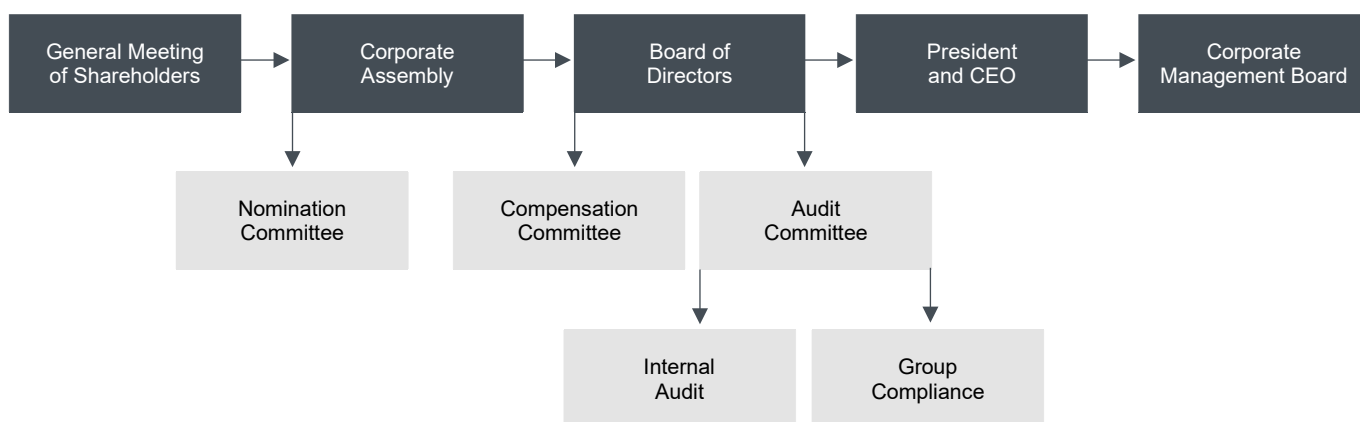 General Meeting
of Shareholders
Corporate
Assembly
Board of
Directors
President
and CEO
Corporate
Management Board
Nomination
Committee
Compensation
Committee
Audit
Committee
Internal
Audit
Group
Compliance